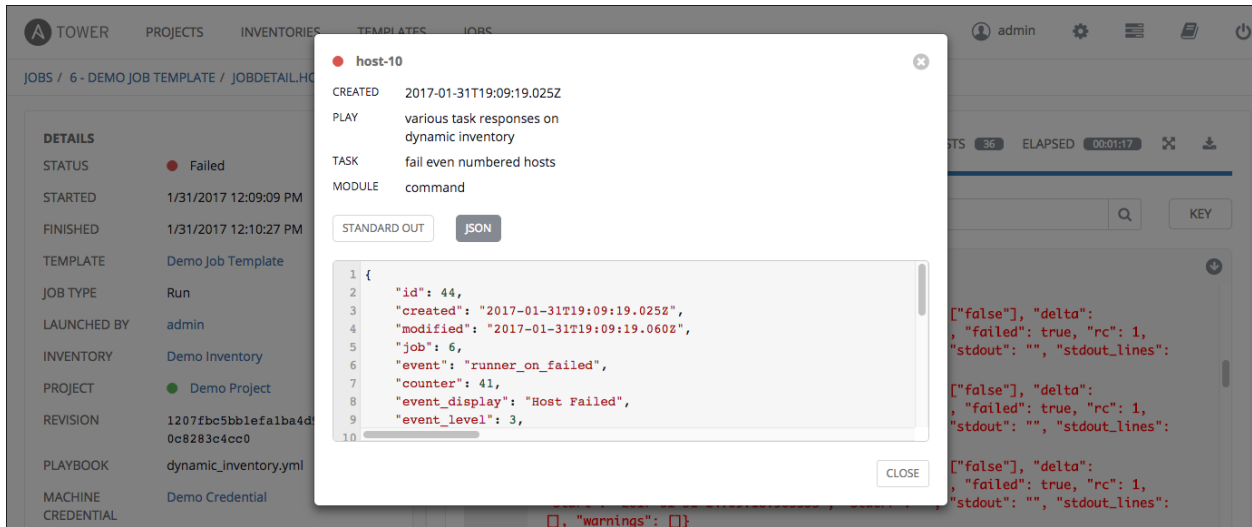 TOWER PROJECTS INVENTORIES TEMPLATES JOBS admin
JOBS / 6 - DEMO JOB TEMPLATE / JOBDETAIL.HO
DETAILS
STATUS Failed
STARTED 1/31/2017 12:09:09 PM
FINISHED 1/31/2017 12:10:27 PM
TEMPLATE Demo Job Template
JOB TYPE Run
LAUNCHED BY admin
INVENTORY Demo Inventory
PROJECT Demo Project
REVISION 1207fbc5bb1efa1ba4d
0c8283c4cc0
PLAYBOOK dynamic_inventory.yml
MACHINE Demo Credential
CREDENTIAL
host-10
CREATED 2017-01-31T19:09:19.025Z
PLAY various task responses on
dynamic inventory
TASK fail even numbered hosts
MODULE command
STANDARD OUT JSON
1 {
2 "id": 44,
3 "created": "2017-01-31T19:09:19.025Z",
4 "modified": "2017-01-31T19:09:19.060Z",
5 "job": 6,
6 "event": "runner_on_failed",
7 "counter": 41,
8 "event_display": "Host Failed",
9 "event_level": 3,
10
CLOSE
STS 36 ELAPSED 00:01:17
KEY
["false"], "delta":
, "failed": true, "rc": 1,
"stdout": "", "stdout_lines":
["false"], "delta":
, "failed": true, "rc": 1,
"stdout": "", "stdout_lines":
["false"], "delta":
, "failed": true, "rc": 1,
"stdout": "", "stdout_lines":
[], "warnings": []}